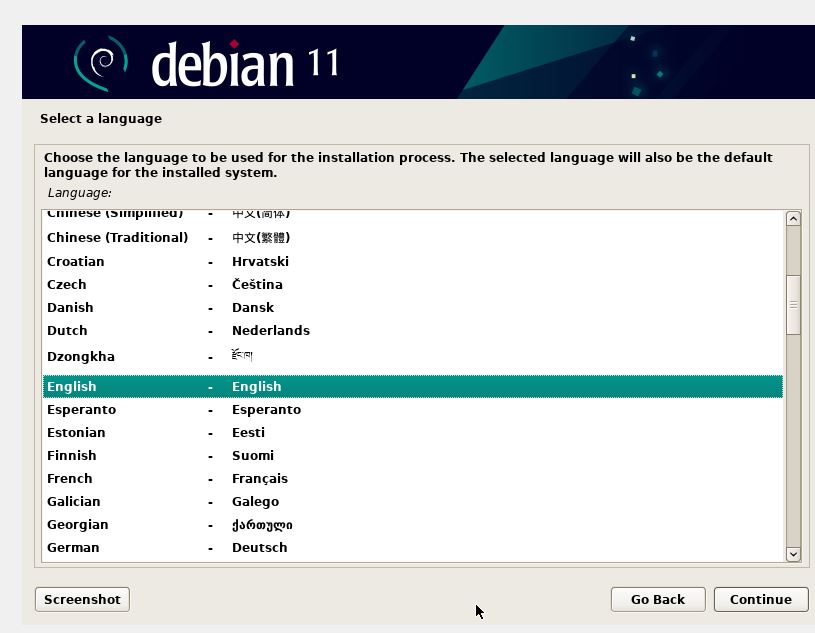 debian 11
Select a language
Choose the language to be used for the installation process. The selected language will also be the default
language for the installed system.
Language:
Chinese (Simplified) - 中文(简体)
Chinese (Traditional) - 中文(繁體)
Croatian - Hrvatski
Czech - Čeština
Danish - Dansk
Dutch - Nederlands
Dzongkha - རྫོང་ཁ།
English - English
Esperanto - Esperanto
Estonian - Eesti
Finnish - Suomi
French - Français
Galician - Galego
Georgian - ქართული
German - Deutsch
Screenshot Go Back Continue